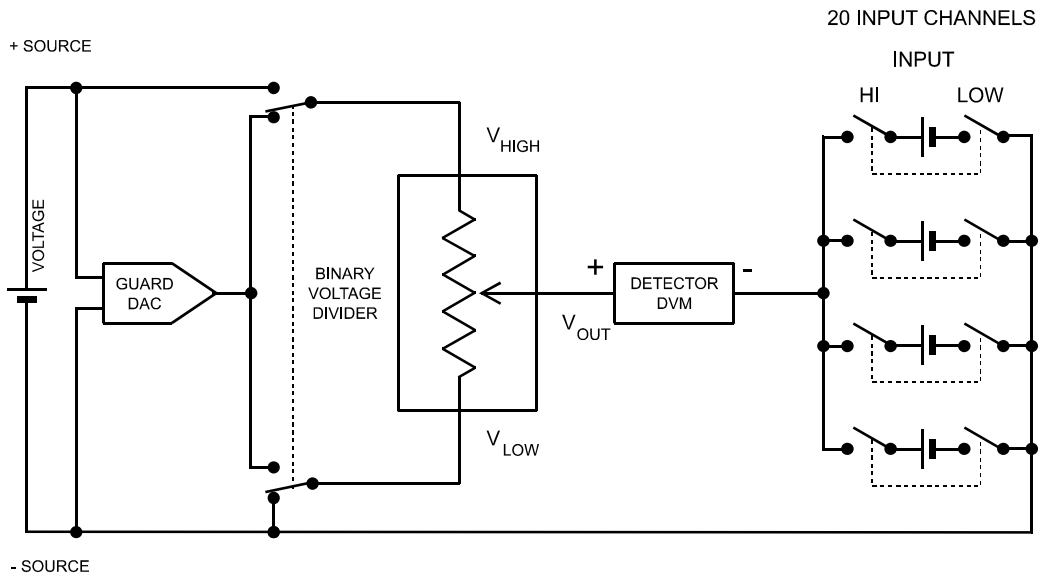 20 INPUT CHANNELS
+ SOURCE
INPUT
HI
LOW
V HIGH
VOLTAGE
GUARD
DAC
BINARY
VOLTAGE
DIVIDER
+
DETECTOR
DVM
-
V OUT
V LOW
- SOURCE